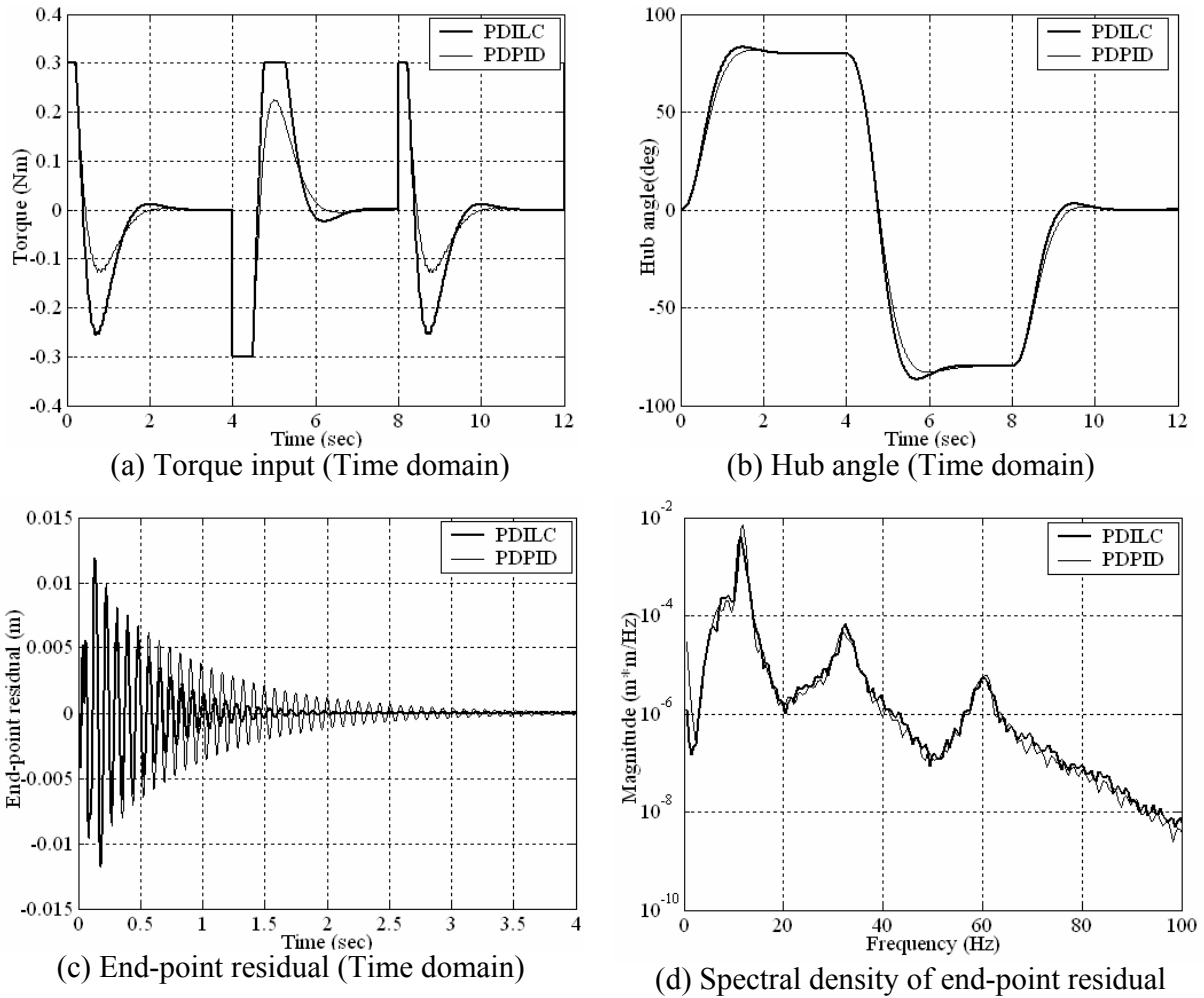 0.4
0.3
0.2
0.1
0
-0.1
-0.2
-0.3
-0.4
Torque (Nm)
PDILC
PDPID
0 2 4 6 8 10 12
Time (sec)
(a) Torque input (Time domain)
100
50
0
-50
-100
Hub angle(deg)
PDILC
PDPID
0 2 4 6 8 10 12
Time (sec)
(b) Hub angle (Time domain)
0.015
0.01
0.005
0
-0.005
-0.01
-0.015
End-point residual (m)
PDILC
PDPID
0 0.5 1 1.5 2 2.5 3 3.5 4
Time (sec)
(c) End-point residual (Time domain)
10-2
10-4
10-6
10-8
10-10
Magnitude (m*m/Hz)
PDILC
PDPID
0 20 40 60 80 100
Frequency (Hz)
(d) Spectral density of end-point residual